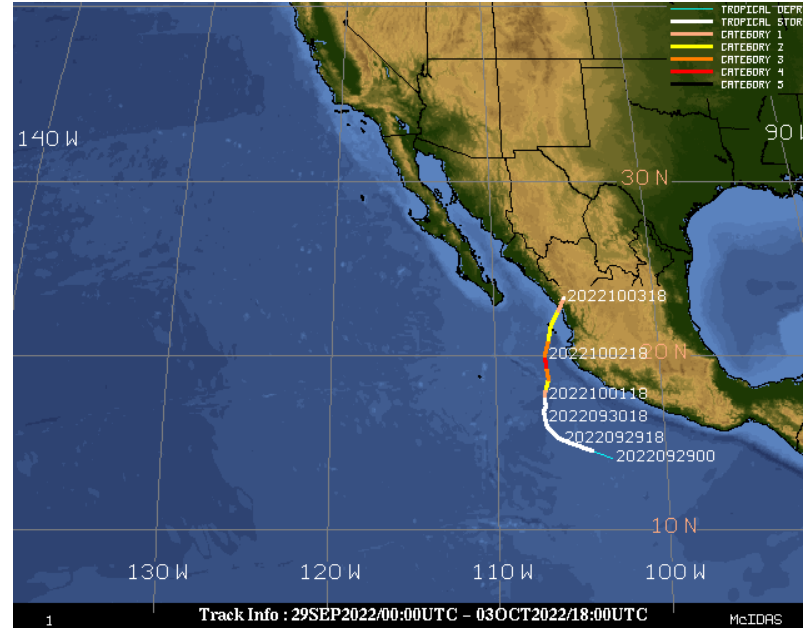 TROPICAL DEPR
TROPICAL STOR
CATEGORY 1
CATEGORY 2
CATEGORY 3
CATEGORY 4
CATEGORY 5
140 W
90 W
30 N
2022100318
2022100218
20 N
2022100118
2022093018
2022092918
2022092900
10 N
130 W
120 W
110 W
100 W
1
Track Info : 29SEP2022/00:00UTC – 03OCT2022/18:00UTC
McIDAS